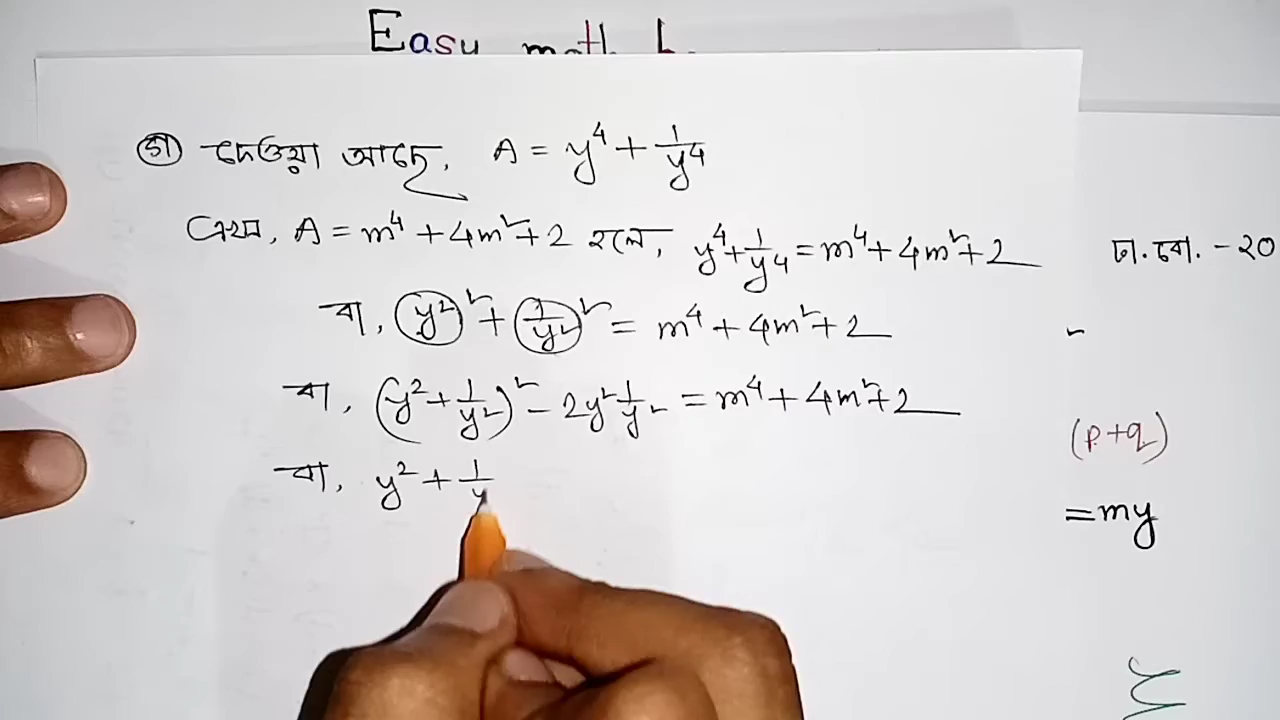 Easy math
দেওয়া আছে, A = y⁴ + 1/y⁴
এখন, A = m⁴ + 4m² + 2 হলে, y⁴ + 1/y⁴ = m⁴ + 4m² + 2
ঢা. বো. - ২০
বা, (y²)² + (1/y²)² = m⁴ + 4m² + 2
বা, (y² + 1/y²)² - 2y² 1/y² = m⁴ + 4m² + 2
(p+q)
বা, y² + 1/y
= my